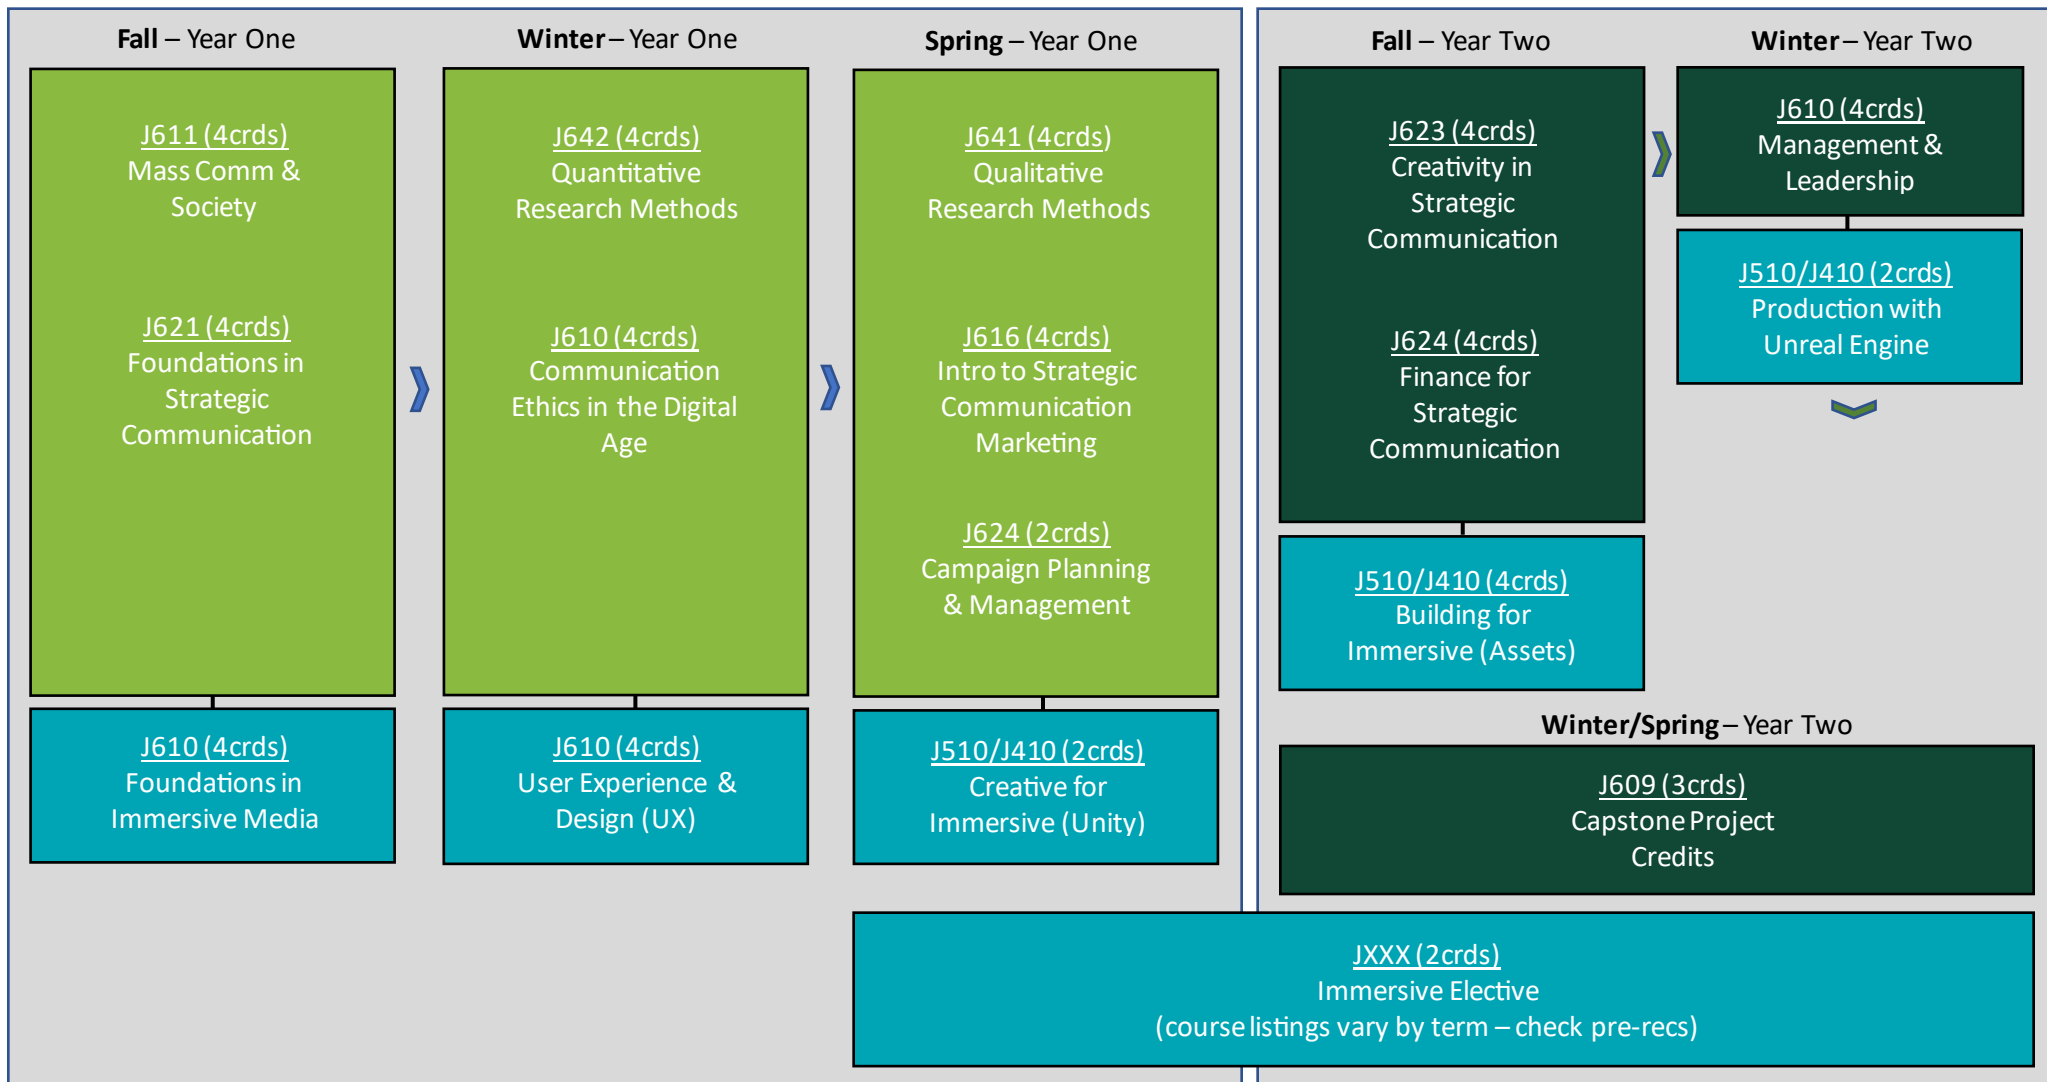 Fall – Year One
J611 (4crds)
Mass Comm &
Society
J621 (4crds)
Foundations in
Strategic
Communication
J610 (4crds)
Foundations in
Immersive Media
Winter – Year One
J642 (4crds)
Quantitative
Research Methods
J610 (4crds)
Communication
Ethics in the Digital
Age
J610 (4crds)
User Experience &
Design (UX)
Spring – Year One
J641 (4crds)
Qualitative
Research Methods
J616 (4crds)
Intro to Strategic
Communication
Marketing
J624 (2crds)
Campaign Planning
& Management
J510/J410 (2crds)
Creative for
Immersive (Unity)
Fall – Year Two
J623 (4crds)
Creativity in
Strategic
Communication
J624 (4crds)
Finance for
Strategic
Communication
J510/J410 (4crds)
Building for
Immersive (Assets)
Winter – Year Two
J610 (4crds)
Management &
Leadership
J510/J410 (2crds)
Production with
Unreal Engine
Winter/Spring – Year Two
J609 (3crds)
Capstone Project
Credits
JXXX (2crds)
Immersive Elective
(course listings vary by term – check pre-recs)